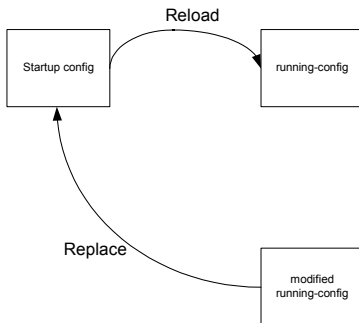 Reload
Startup config
running-config
Replace
modified
running-config